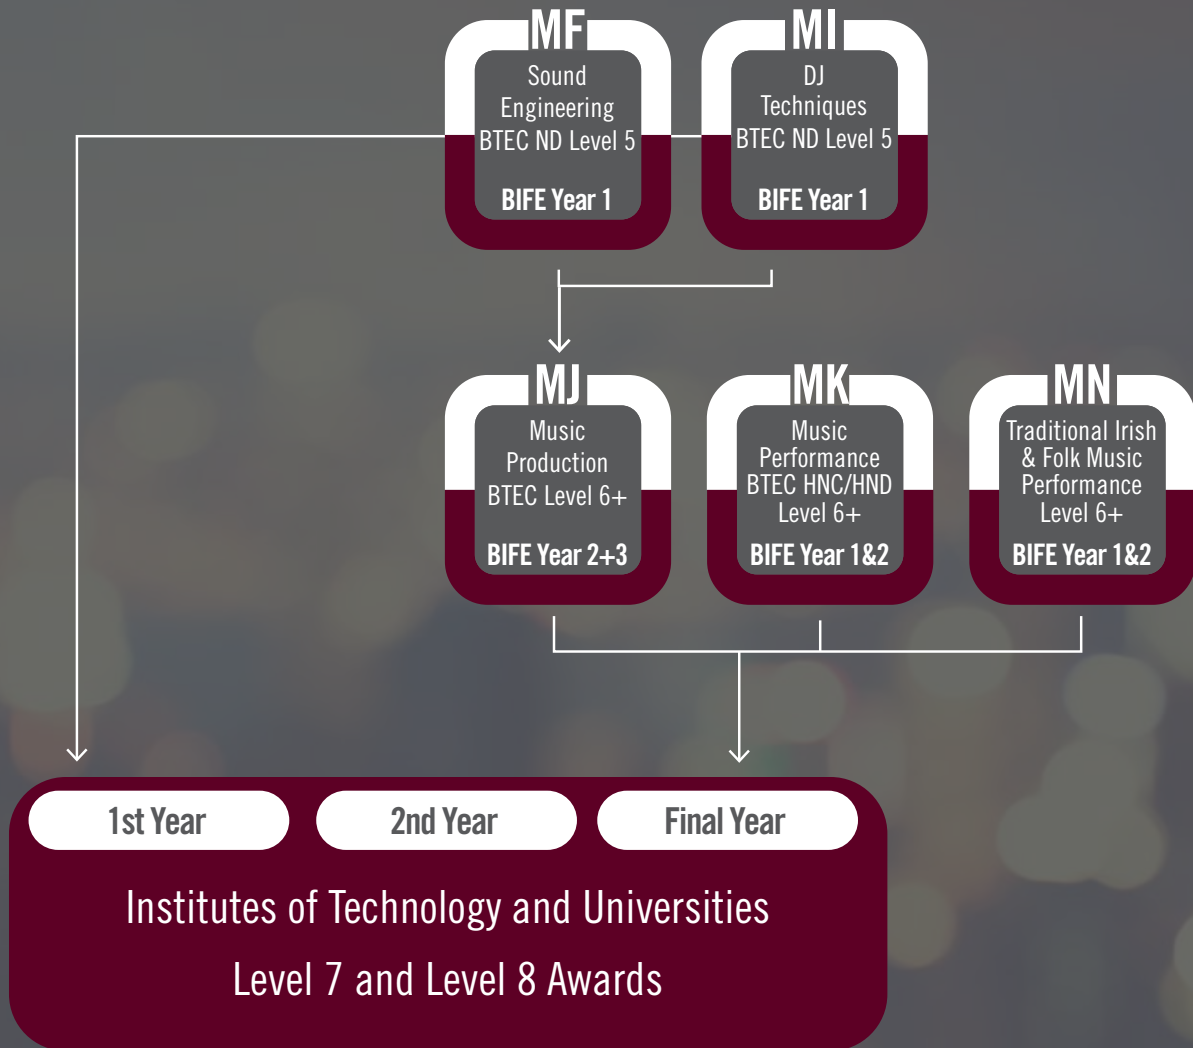 MF
Sound
Engineering
BTEC ND Level 5
BIFE Year 1
MI
DJ
Techniques
BTEC ND Level 5
BIFE Year 1
MJ
Music
Production
BTEC Level 6+
BIFE Year 2+3
MK
Music
Performance
BTEC HNC/HND
Level 6+
BIFE Year 1&2
MN
Traditional Irish
& Folk Music
Performance
Level 6+
BIFE Year 1&2
1st Year
2nd Year
Final Year
Institutes of Technology and Universities
Level 7 and Level 8 Awards